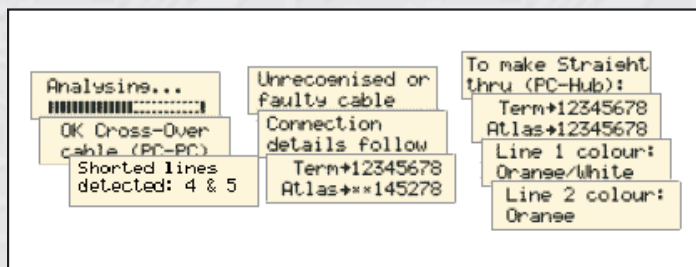 Analysing...
OK Cross-Over
cable (PC-PC)
Shorted lines
detected: 4 & 5
Unrecognised or
faulty cable
Connection
details follow
Term→12345678
Atlas→**145278
To make Straight
thru (PC-Hub):
Term→12345678
Atlas→12345678
Line 1 colour:
Orange/White
Line 2 colour:
Orange